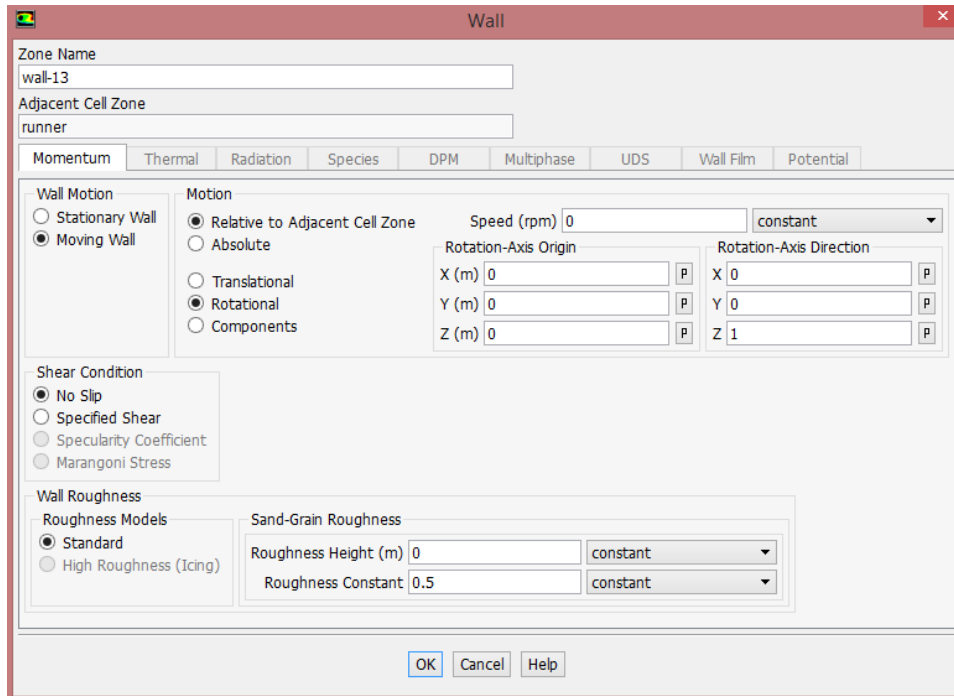 Wall
×
Zone Name
wall-13
Adjacent Cell Zone
runner
Momentum Thermal Radiation Species DPM Multiphase UDS Wall Film Potential
Wall Motion
Stationary Wall
Moving Wall
Motion
Relative to Adjacent Cell Zone
Absolute
Translational
Rotational
Components
Speed (rpm) 0 constant
Rotation-Axis Origin
X (m) 0 P
Y (m) 0 P
Z (m) 0 P
Rotation-Axis Direction
X 0 P
Y 0 P
Z 1 P
Shear Condition
No Slip
Specified Shear
Specularity Coefficient
Marangoni Stress
Wall Roughness
Roughness Models
Standard
High Roughness (Icing)
Sand-Grain Roughness
Roughness Height (m) 0 constant
Roughness Constant 0.5 constant
OK Cancel Help